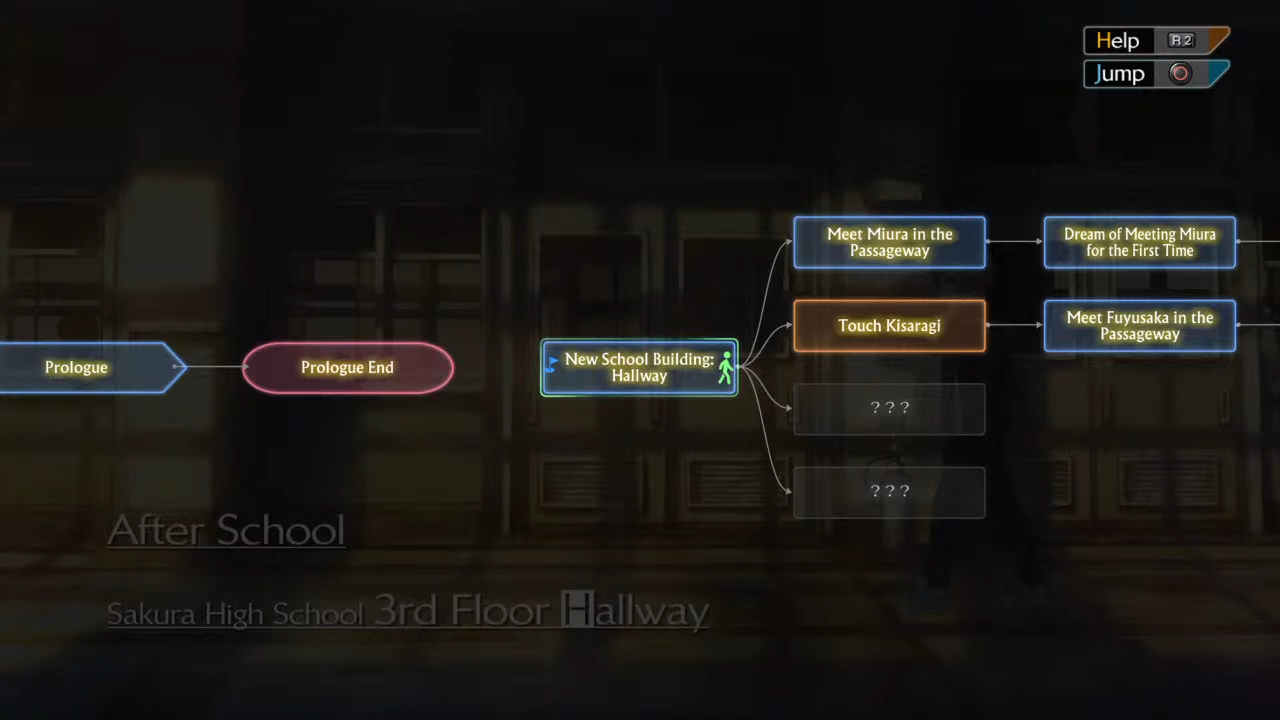 Help R2
Jump
Meet Miura in the
Passageway
Dream of Meeting Miura
for the First Time
Touch Kisaragi
Meet Fuyusaka in the
Passageway
Prologue
Prologue End
New School Building:
Hallway
???
???
After School
Sakura High School 3rd Floor Hallway